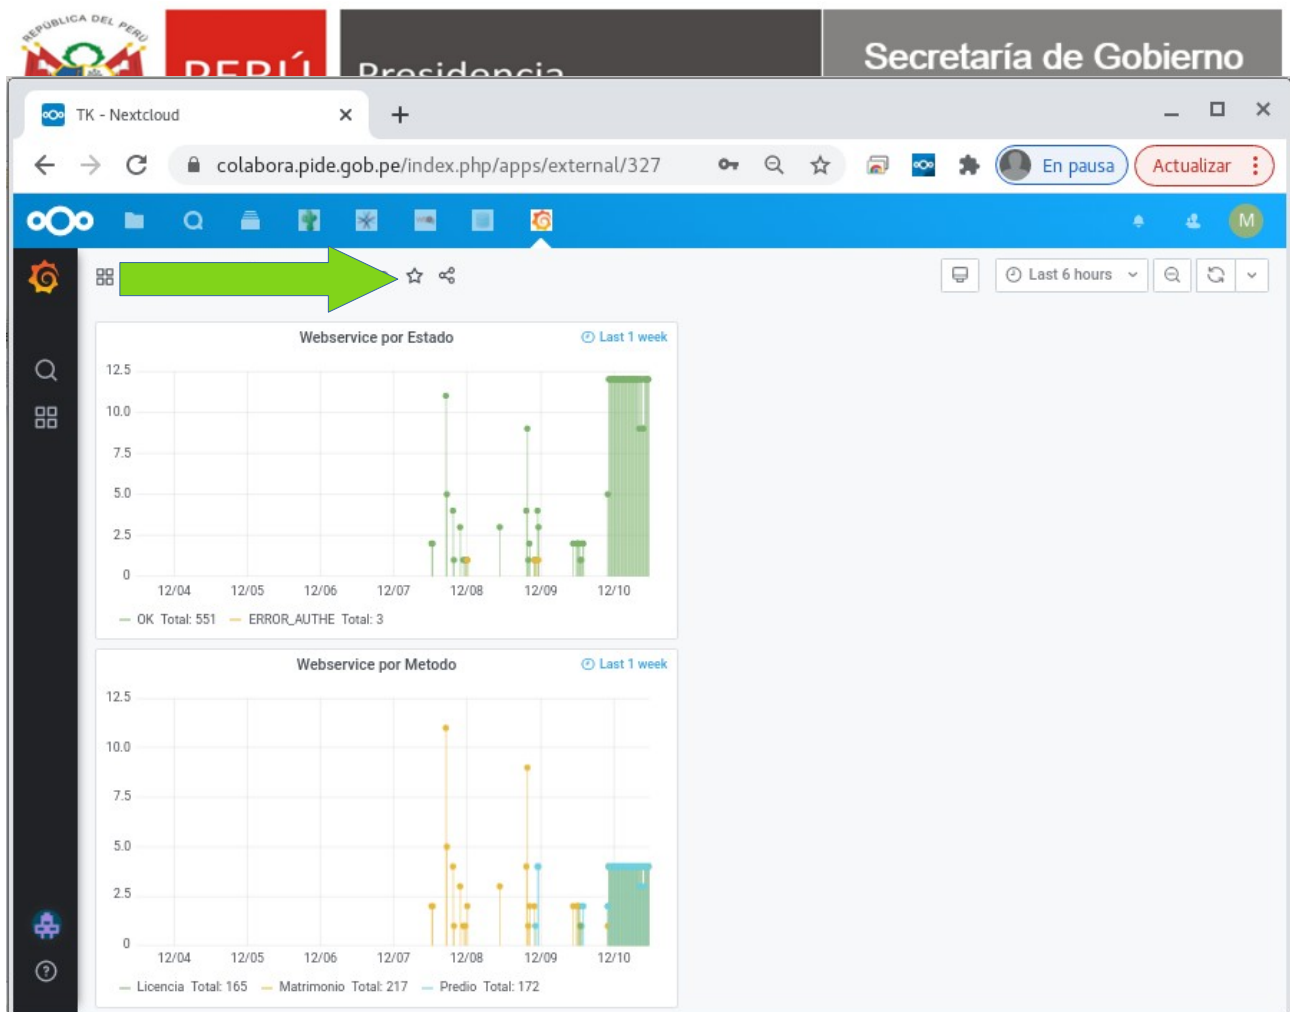 REPÚBLICA DEL PERÚ
PERÚ
Presidencia
Secretaría de Gobierno
TK - Nextcloud
colabora.pide.gob.pe/index.php/apps/external/327
En pausa
Actualizar
M
Last 6 hours
Webservice por Estado
Last 1 week
12.5
10.0
7.5
5.0
2.5
0
12/04 12/05 12/06 12/07 12/08 12/09 12/10
OK Total: 551 ERROR_AUTHE Total: 3
Webservice por Metodo
Last 1 week
12.5
10.0
7.5
5.0
2.5
0
12/04 12/05 12/06 12/07 12/08 12/09 12/10
Licencia Total: 165 Matrimonio Total: 217 Predio Total: 172